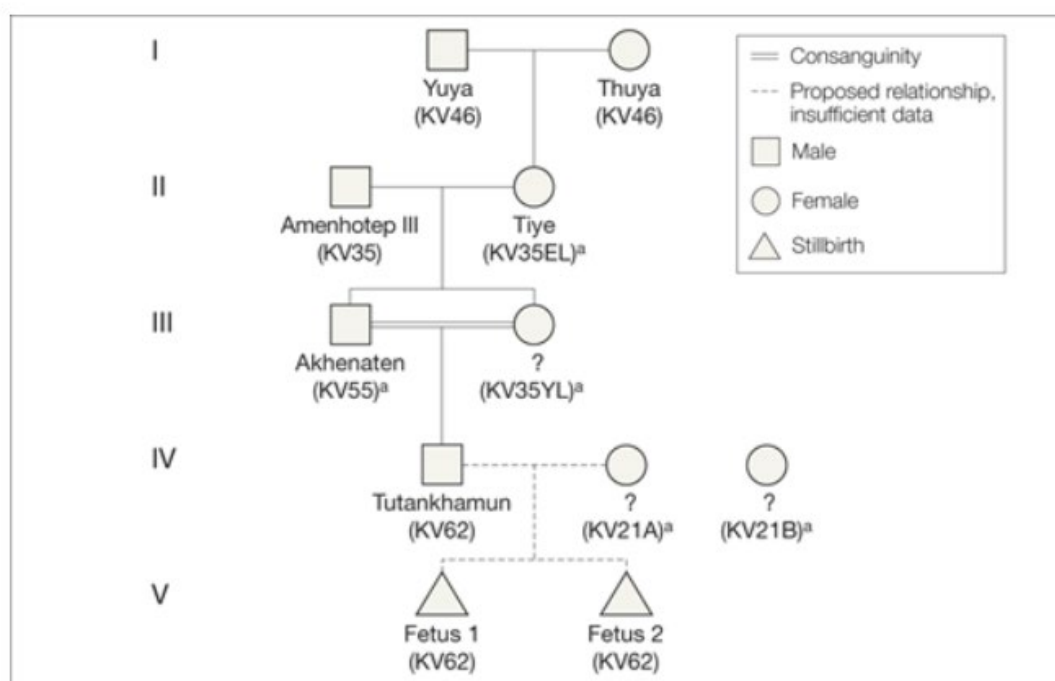 I
Yuya
(KV46)
Thuya
(KV46)
Consanguinity
Proposed relationship,
insufficient data
Male
Female
Stillbirth
II
Amenhotep III
(KV35)
Tiye
(KV35EL)ᵃ
III
Akhenaten
(KV55)ᵃ
?
(KV35YL)ᵃ
IV
Tutankhamun
(KV62)
?
(KV21A)ᵃ
?
(KV21B)ᵃ
V
Fetus 1
(KV62)
Fetus 2
(KV62)